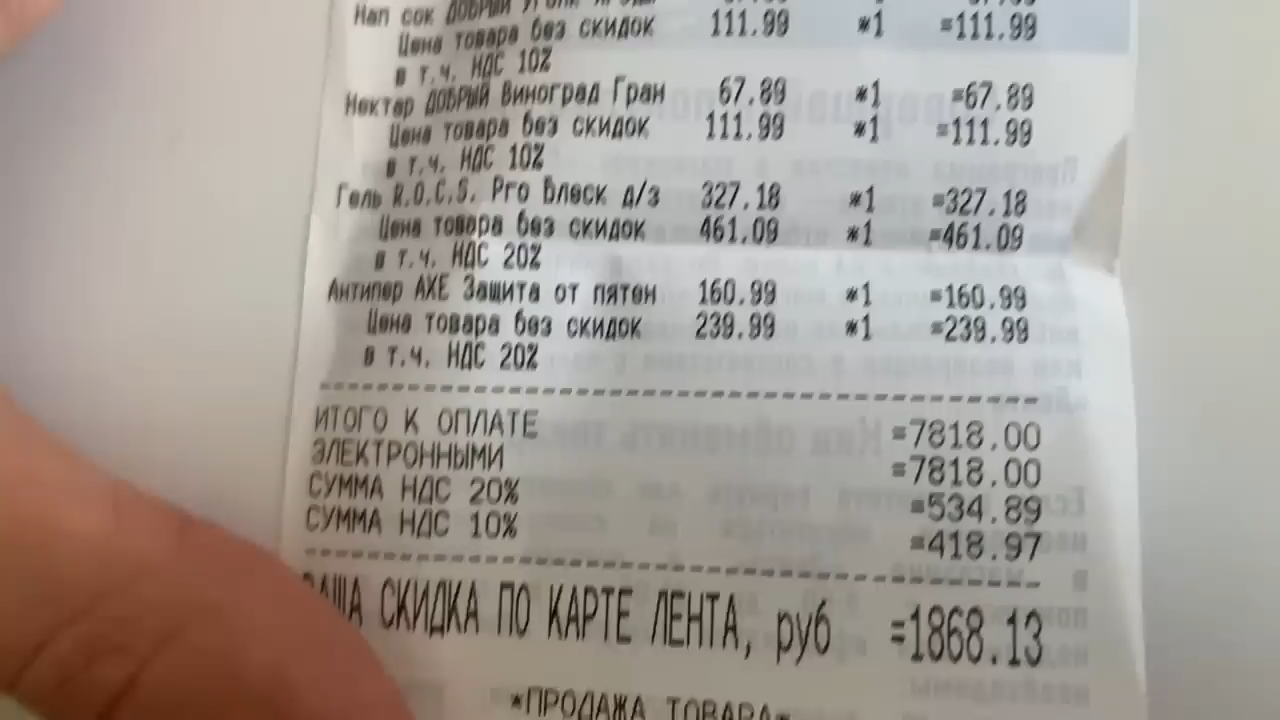 Нап сок ДОБРЫЙ
Цена товара без скидок 111.99 *1 =111.99
в т.ч. НДС 10%
Нектар ДОБРЫЙ Виноград Гран 67.89 *1 =67.89
Цена товара без скидок 111.99 *1 =111.99
в т.ч. НДС 10%
Гель R.O.C.S. Pro Блеск д/з 327.18 *1 =327.18
Цена товара без скидок 461.09 *1 =461.09
в т.ч. НДС 20%
Антипер AXE Защита от пятен 160.99 *1 =160.99
Цена товара без скидок 239.99 *1 =239.99
в т.ч. НДС 20%
ИТОГО К ОПЛАТЕ =7818.00
ЭЛЕКТРОННЫМИ =7818.00
СУММА НДС 20% =534.89
СУММА НДС 10% =418.97
ВАША СКИДКА ПО КАРТЕ ЛЕНТА, руб =1868.13
*ПРОДАЖА ТОВАРА*